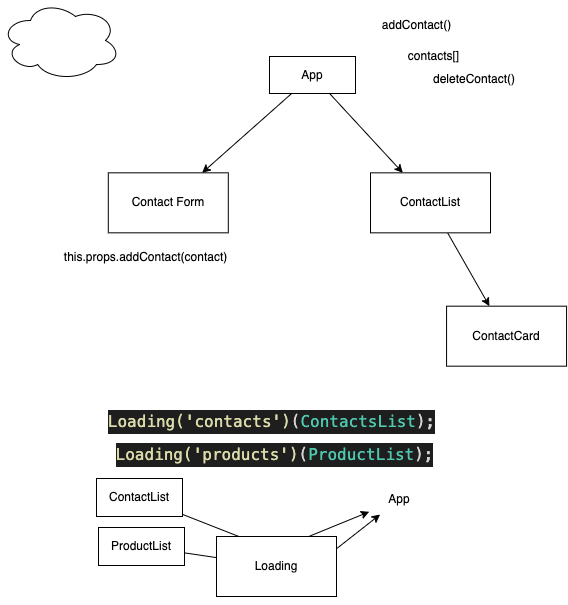 addContact()
contacts[]
App
deleteContact()
Contact Form
ContactList
this.props.addContact(contact)
ContactCard
Loading('contacts')(ContactsList);
Loading('products')(ProductList);
ContactList
App
ProductList
Loading